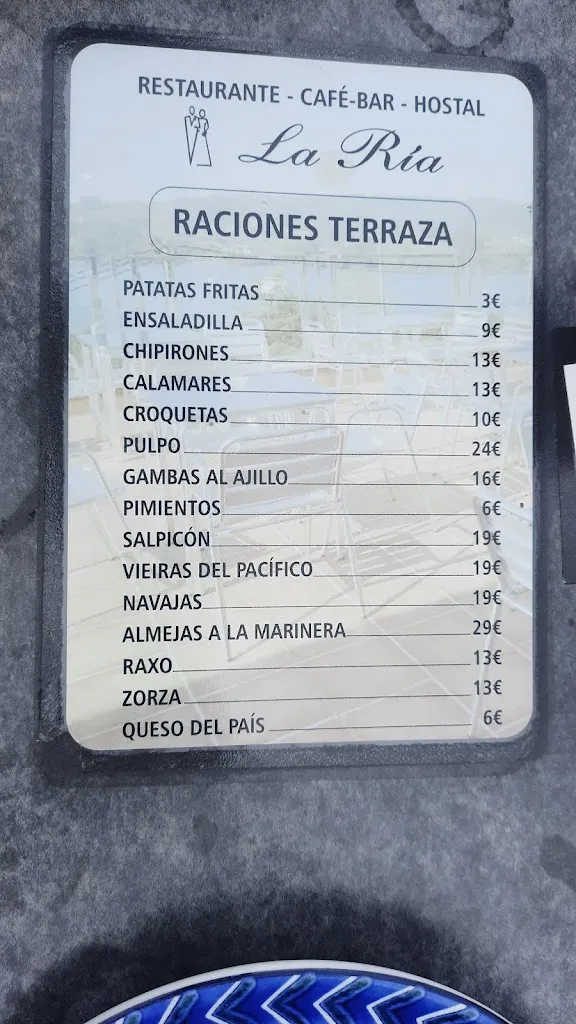 RESTAURANTE - CAFÉ-BAR - HOSTAL
La Ría
RACIONES TERRAZA
PATATAS FRITAS 3€
ENSALADILLA 9€
CHIPIRONES 13€
CALAMARES 13€
CROQUETAS 10€
PULPO 24€
GAMBAS AL AJILLO 16€
PIMIENTOS 6€
SALPICÓN 19€
VIEIRAS DEL PACÍFICO 19€
NAVAJAS 19€
ALMEJAS A LA MARINERA 29€
RAXO 13€
ZORZA 13€
QUESO DEL PAÍS 6€